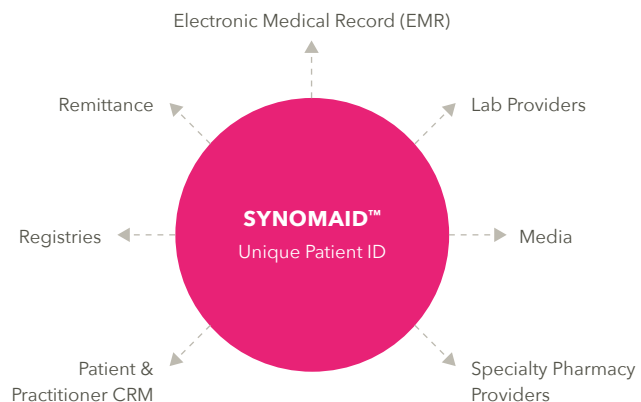 Electronic Medical Record (EMR)
Remittance
Lab Providers
SYNOMAID™
Unique Patient ID
Registries
Media
Patient &
Practitioner CRM
Specialty Pharmacy
Providers